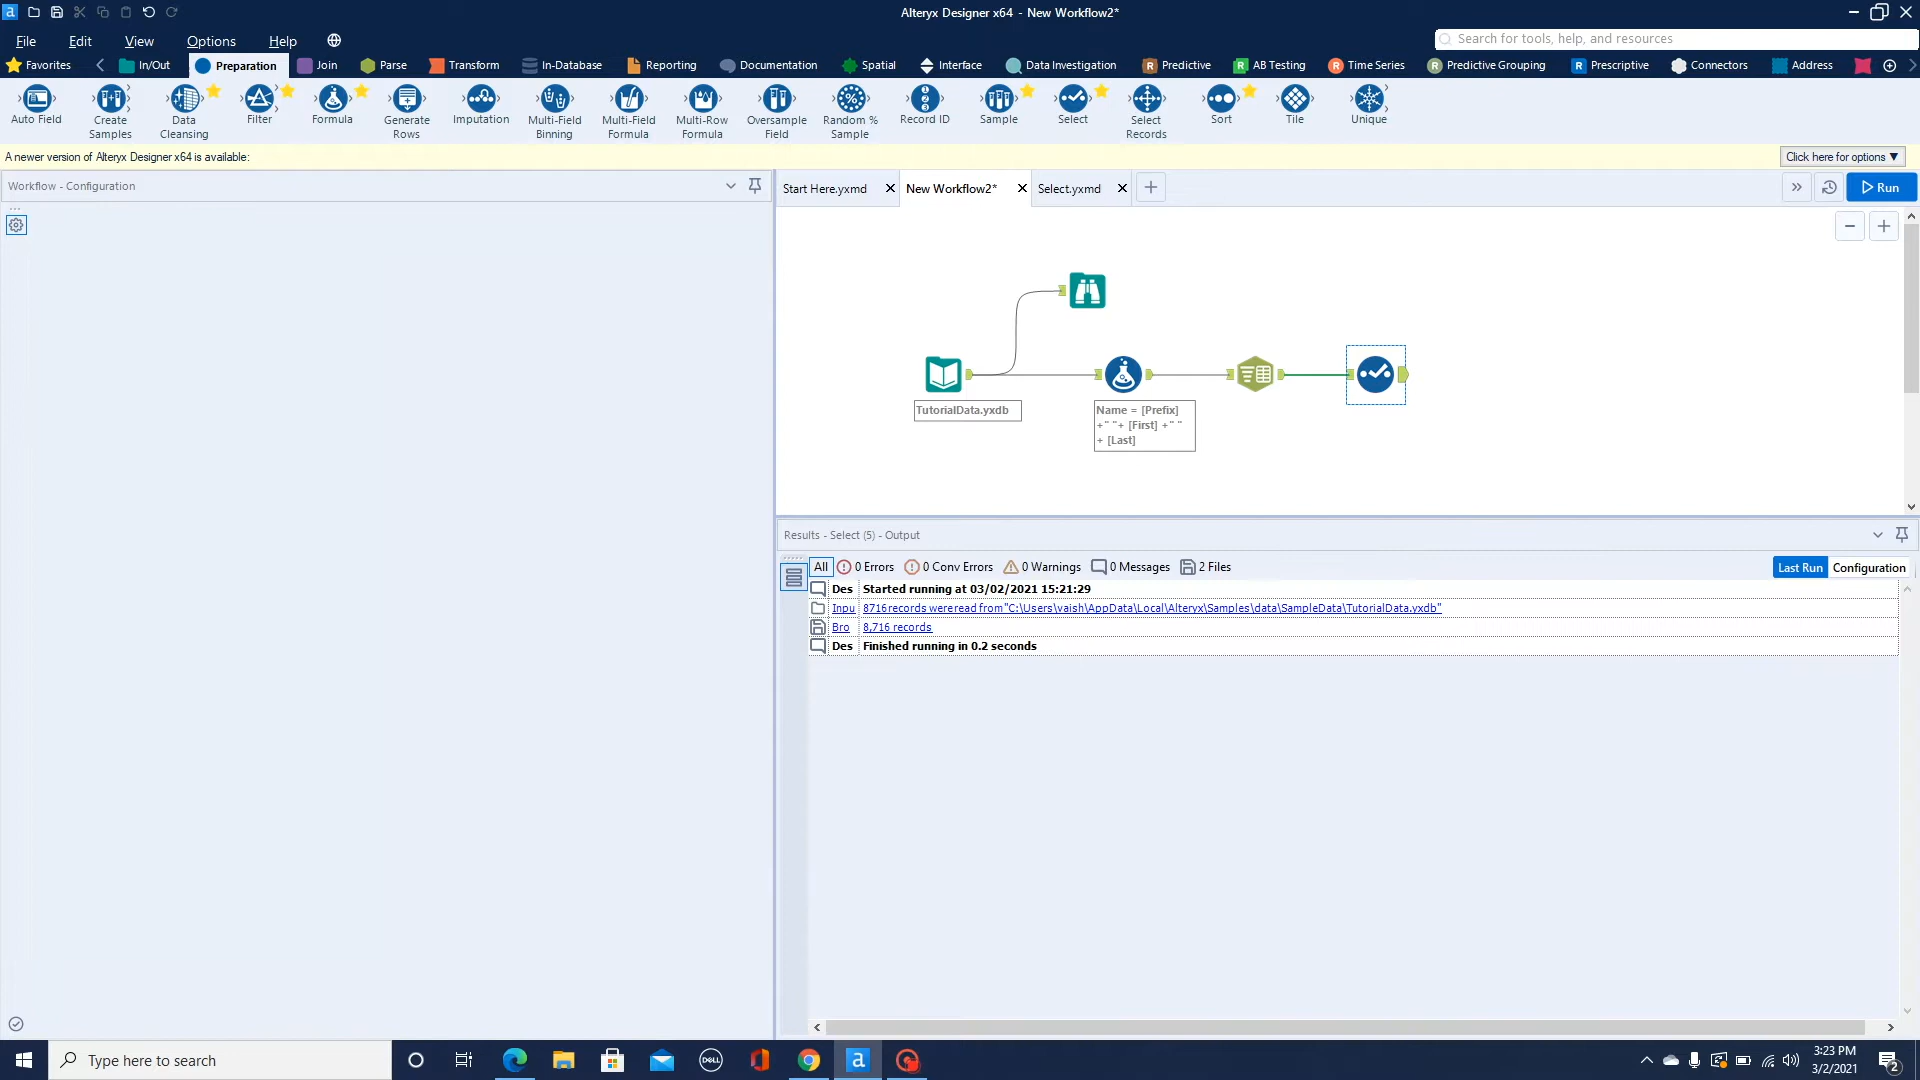 Alteryx Designer x64 - New Workflow2*
File Edit View Options Help
Search for tools, help, and resources
Favorites In/Out Preparation Join Parse Transform In-Database Reporting Documentation Spatial Interface Data Investigation Predictive AB Testing Time Series Predictive Grouping Prescriptive Connectors Address
Auto Field
Create
Samples
Data
Cleansing
Filter
Formula
Generate
Rows
Imputation
Multi-Field
Binning
Multi-Field
Formula
Multi-Row
Formula
Oversample
Field
Random %
Sample
Record ID
Sample
Select
Select
Records
Sort
Tile
Unique
A newer version of Alteryx Designer x64 is available:
Click here for options ▼
Workflow - Configuration
Start Here.yxmd New Workflow2* Select.yxmd
Run
TutorialData.yxdb
Name = [Prefix]
+" "+ [First] +" "
+ [Last]
Results - Select (5) - Output
All 0 Errors 0 Conv Errors 0 Warnings 0 Messages 2 Files
Last Run Configuration
Des Started running at 03/02/2021 15:21:29
Inpu 8716 records were read from "C:\Users\vaish\AppData\Local\Alteryx\Samples\data\SampleData\TutorialData.yxdb"
Bro 8,716 records
Des Finished running in 0.2 seconds
Type here to search
DELL
3:23 PM
3/2/2021
2